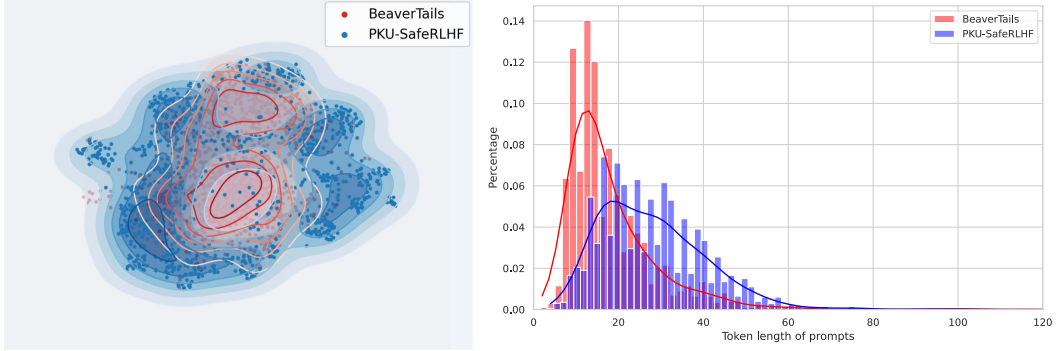 BeaverTails
PKU-SafeRLHF
0.14
0.12
0.10
0.08
0.06
0.04
0.02
0.00
Percentage
BeaverTails
PKU-SafeRLHF
0
20
40
60
80
100
120
Token length of prompts